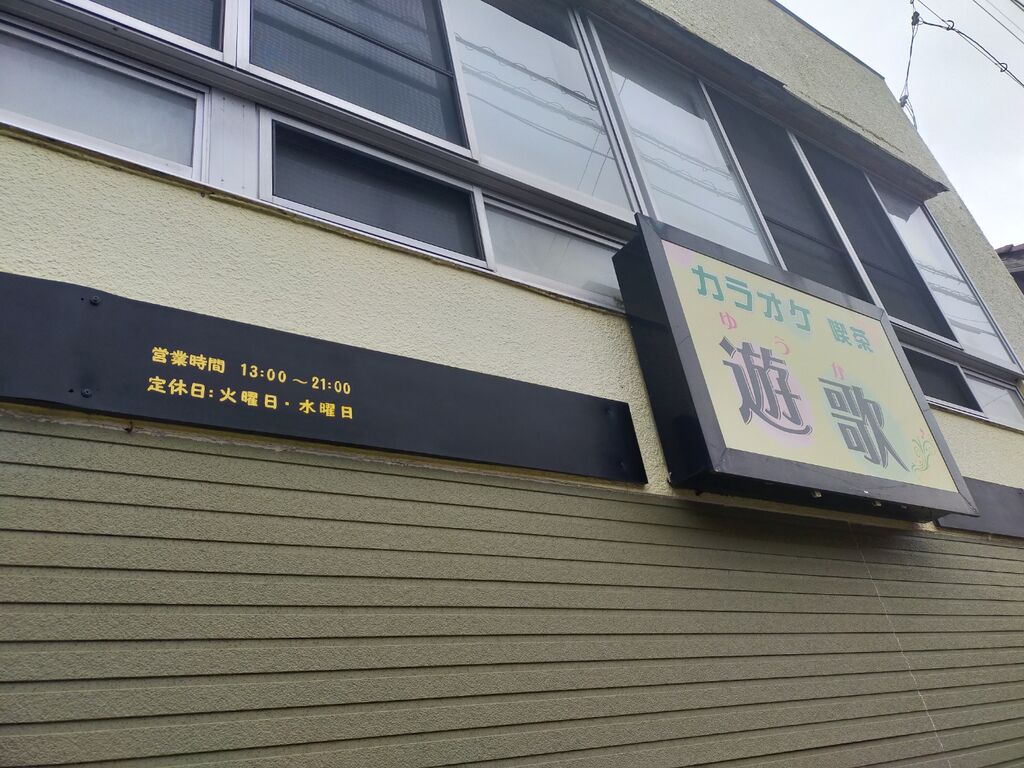 営業時間 13:00～21:00
定休日:火曜日・水曜日
カラオケ 喫茶
ゆうが
遊歌